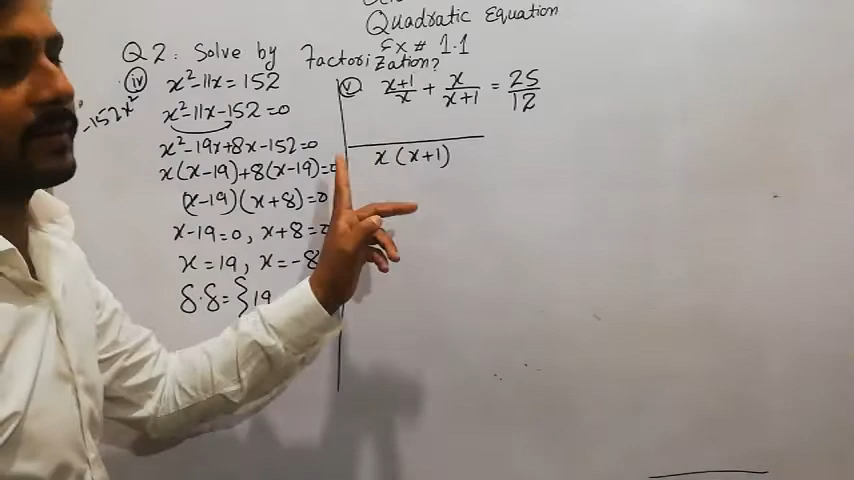 Quadratic Equation
Ex # 1.1
Q 2 : Solve by Factorization?
(iv) x²-11x=152
x²-11x-152=0
-152x²
x²-19x+8x-152=0
x(x-19)+8(x-19)=0
(x-19)(x+8)=0
x-19=0, x+8=0
x=19, x=-8
S.S={19
(v) x+1/x + x/x+1 = 25/12
x(x+1)